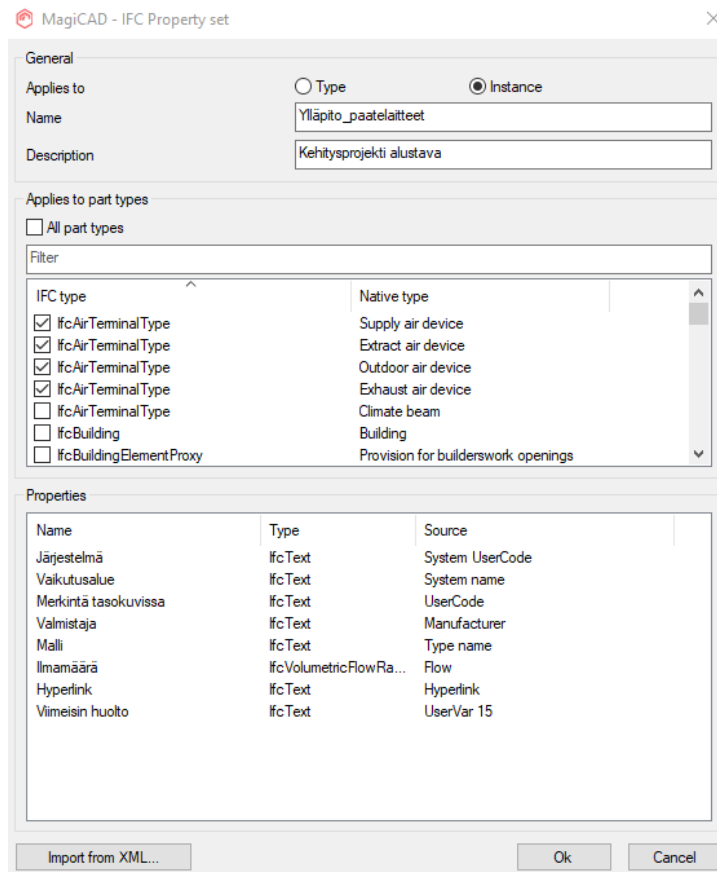 MagiCAD - IFC Property set
General
Applies to Type Instance
Name Ylläpito_paatelaitteet
Description Kehitysprojekti alustava
Applies to part types
All part types
Filter
IFC type Native type
IfcAirTerminalType Supply air device
IfcAirTerminalType Extract air device
IfcAirTerminalType Outdoor air device
IfcAirTerminalType Exhaust air device
IfcAirTerminalType Climate beam
IfcBuilding Building
IfcBuildingElementProxy Provision for builderswork openings
Properties
Name Type Source
Järjestelmä IfcText System UserCode
Vaikutusalue IfcText System name
Merkintä tasokuvissa IfcText UserCode
Valmistaja IfcText Manufacturer
Malli IfcText Type name
Ilmamäärä IfcVolumetricFlowRa... Flow
Hyperlink IfcText Hyperlink
Viimeisin huolto IfcText UserVar 15
Import from XML... Ok Cancel